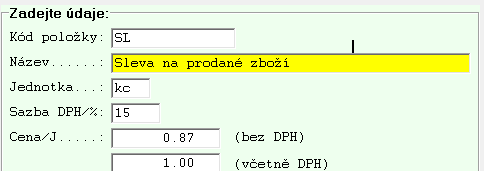 Zadejte údaje:
Kód položky: SL
Název......: Sleva na prodané zboží
Jednotka...: kc
Sazba DPH/%: 15
Cena/J.....: 0.87 (bez DPH)
1.00 (včetně DPH)